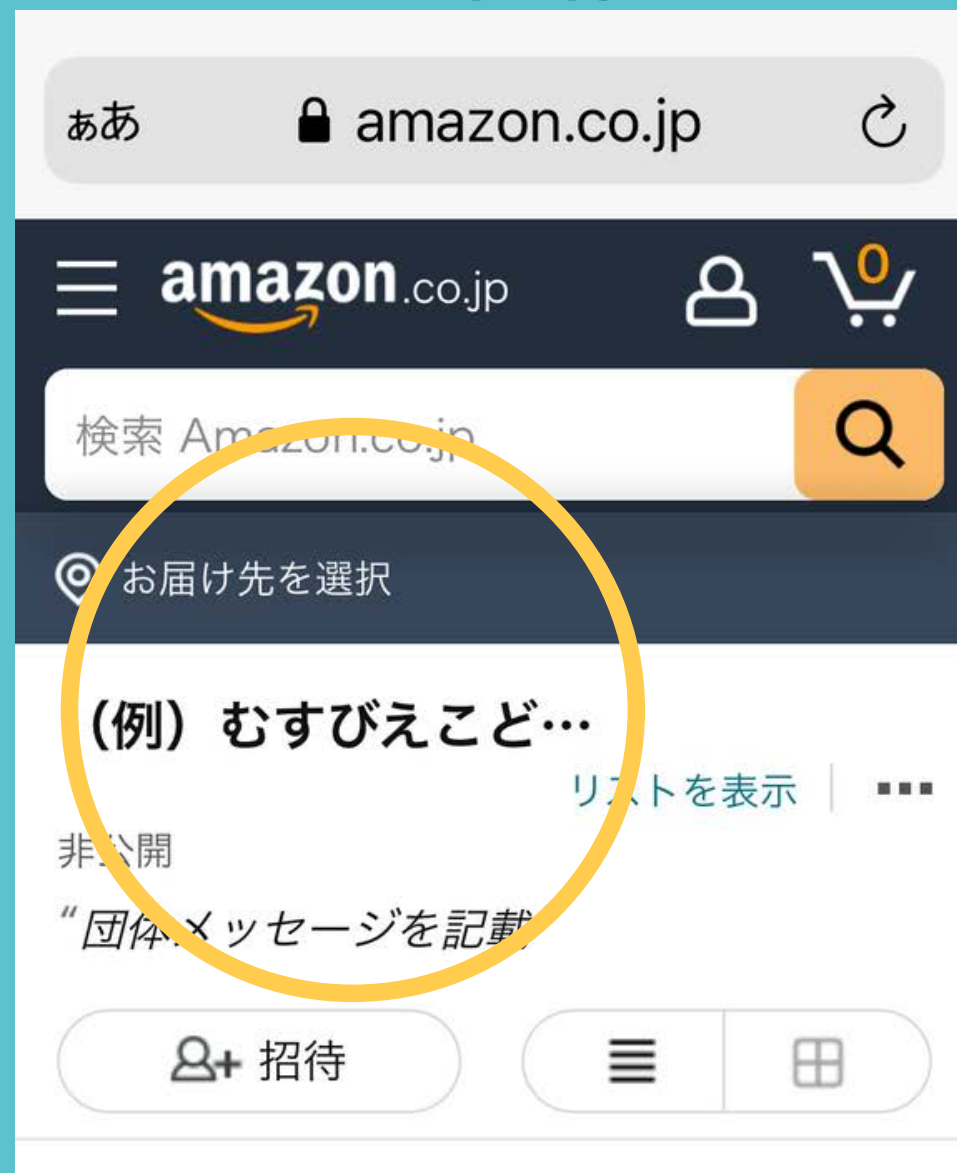 ぁあ amazon.co.jp
amazon.co.jp 0
検索 Amazon.co.jp
お届け先を選択
（例）むすびえこど…
リストを表示
非公開
“団体メッセージを記載
招待